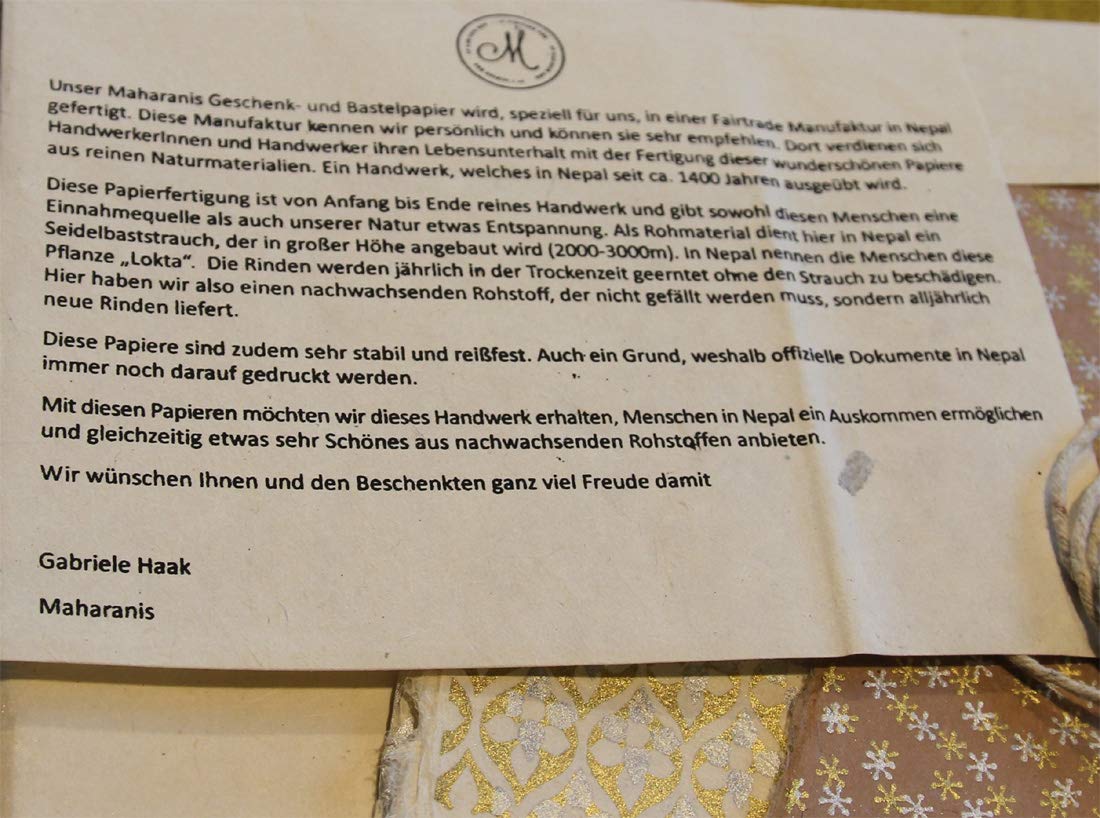 M
Unser Maharanis Geschenk- und Bastelpapier wird, speziell für uns, in einer Fairtrade Manufaktur in Nepal
gefertigt. Diese Manufaktur kennen wir persönlich und können sie sehr empfehlen. Dort verdienen sich
HandwerkerInnen und Handwerker ihren Lebensunterhalt mit der Fertigung dieser wunderschönen Papiere
aus reinen Naturmaterialien. Ein Handwerk, welches in Nepal seit ca. 1400 Jahren ausgeübt wird.
Diese Papierfertigung ist von Anfang bis Ende reines Handwerk und gibt sowohl diesen Menschen eine
Einnahmequelle als auch unserer Natur etwas Entspannung. Als Rohmaterial dient hier in Nepal ein
Seidelbaststrauch, der in großer Höhe angebaut wird (2000-3000m). In Nepal nennen die Menschen diese
Pflanze „Lokta“. Die Rinden werden jährlich in der Trockenzeit geerntet ohne den Strauch zu beschädigen.
Hier haben wir also einen nachwachsenden Rohstoff, der nicht gefällt werden muss, sondern alljährlich
neue Rinden liefert.
Diese Papiere sind zudem sehr stabil und reißfest. Auch ein Grund, weshalb offizielle Dokumente in Nepal
immer noch darauf gedruckt werden.
Mit diesen Papieren möchten wir dieses Handwerk erhalten, Menschen in Nepal ein Auskommen ermöglichen
und gleichzeitig etwas sehr Schönes aus nachwachsenden Rohstoffen anbieten.
Wir wünschen Ihnen und den Beschenkten ganz viel Freude damit
Gabriele Haak
Maharanis